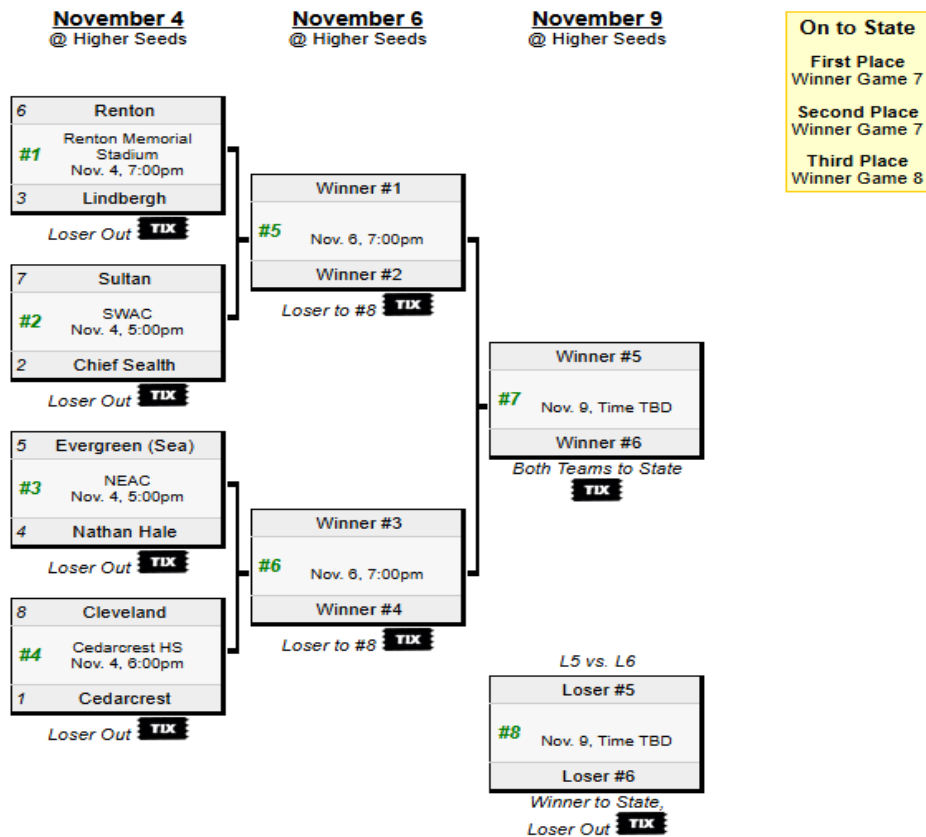 November 4
@ Higher Seeds
November 6
@ Higher Seeds
November 9
@ Higher Seeds
On to State
First Place
Winner Game 7
Second Place
Winner Game 7
Third Place
Winner Game 8
6 Renton
#1
Renton Memorial
Stadium
Nov. 4, 7:00pm
3 Lindbergh
Loser Out TIX
7 Sultan
#2
SWAC
Nov. 4, 5:00pm
2 Chief Sealth
Loser Out TIX
5 Evergreen (Sea)
#3
NEAC
Nov. 4, 5:00pm
4 Nathan Hale
Loser Out TIX
8 Cleveland
#4
Cedarcrest HS
Nov. 4, 6:00pm
1 Cedarcrest
Loser Out TIX
Winner #1
#5 Nov. 6, 7:00pm
Winner #2
Loser to #8 TIX
Winner #3
#6 Nov. 6, 7:00pm
Winner #4
Loser to #8 TIX
Winner #5
#7 Nov. 9, Time TBD
Winner #6
Both Teams to State
TIX
L5 vs. L6
Loser #5
#8 Nov. 9, Time TBD
Loser #6
Winner to State,
Loser Out TIX